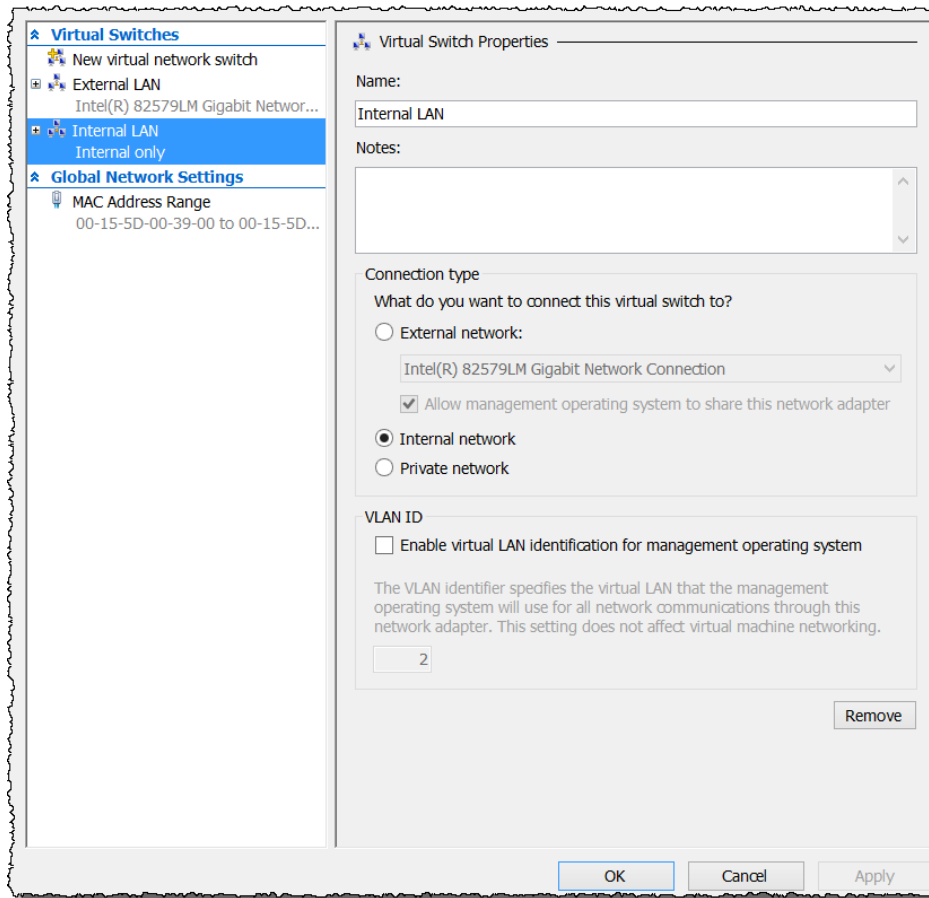 Virtual Switches
New virtual network switch
External LAN
Intel(R) 82579LM Gigabit Networ...
Internal LAN
Internal only
Global Network Settings
MAC Address Range
00-15-5D-00-39-00 to 00-15-5D...
Virtual Switch Properties
Name:
Internal LAN
Notes:
Connection type
What do you want to connect this virtual switch to?
External network:
Intel(R) 82579LM Gigabit Network Connection
Allow management operating system to share this network adapter
Internal network
Private network
VLAN ID
Enable virtual LAN identification for management operating system
The VLAN identifier specifies the virtual LAN that the management
operating system will use for all network communications through this
network adapter. This setting does not affect virtual machine networking.
2
Remove
OK
Cancel
Apply